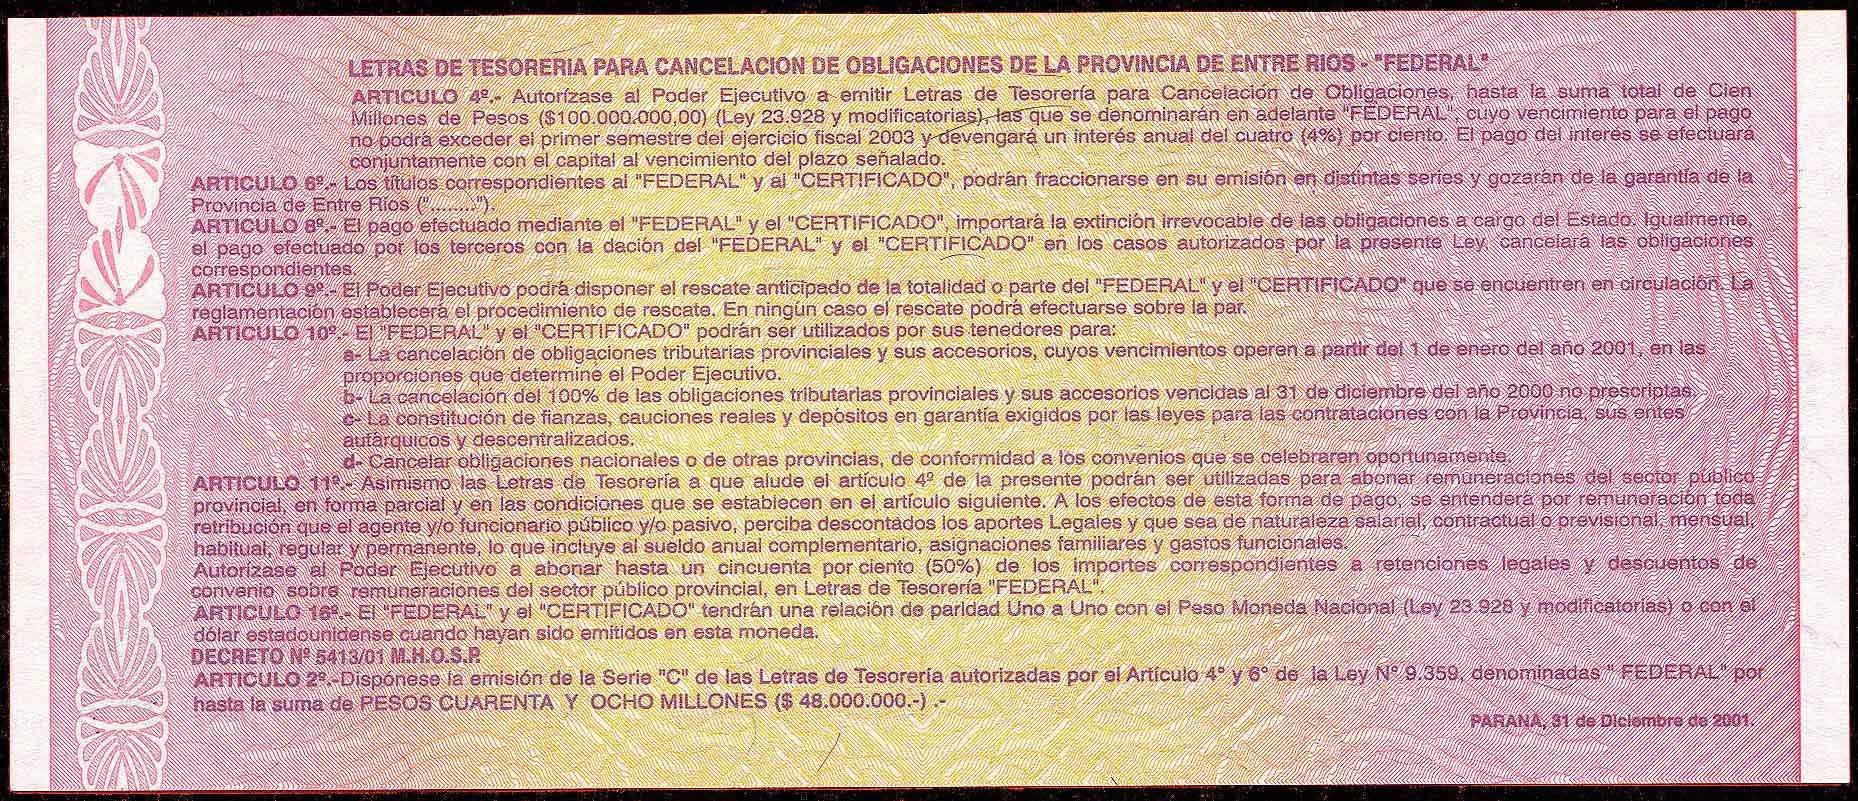 LETRAS DE TESORERIA PARA CANCELACION DE OBLIGACIONES DE LA PROVINCIA DE ENTRE RIOS - "FEDERAL"
ARTICULO 4º.- Autorízase al Poder Ejecutivo a emitir Letras de Tesorería para Cancelación de Obligaciones, hasta la suma total de Cien
Millones de Pesos ($100.000.000,00) (Ley 23.928 y modificatorias), las que se denominarán en adelante "FEDERAL", cuyo vencimiento para el pago
no podrá exceder el primer semestre del ejercicio fiscal 2003 y devengará un interés anual del cuatro (4%) por ciento. El pago del interés se efectuará
conjuntamente con el capital al vencimiento del plazo señalado.
ARTICULO 6º.- Los títulos correspondientes al "FEDERAL" y al "CERTIFICADO", podrán fraccionarse en su emisión en distintas series y gozarán de la garantía de la
Provincia de Entre Ríos (".........").
ARTICULO 8º.- El pago efectuado mediante el "FEDERAL" y el "CERTIFICADO", importará la extinción irrevocable de las obligaciones a cargo del Estado. Igualmente,
el pago efectuado por los terceros con la dación del "FEDERAL" y el "CERTIFICADO" en los casos autorizados por la presente Ley, cancelará las obligaciones
correspondientes.
ARTICULO 9º.- El Poder Ejecutivo podrá disponer el rescate anticipado de la totalidad o parte del "FEDERAL" y el "CERTIFICADO" que se encuentren en circulación. La
reglamentación establecerá el procedimiento de rescate. En ningún caso el rescate podrá efectuarse sobre la par.
ARTICULO 10º.- El "FEDERAL" y el "CERTIFICADO" podrán ser utilizados por sus tenedores para:
a- La cancelación de obligaciones tributarias provinciales y sus accesorios, cuyos vencimientos operen a partir del 1 de enero del año 2001, en las
proporciones que determine el Poder Ejecutivo.
b- La cancelación del 100% de las obligaciones tributarias provinciales y sus accesorios vencidas al 31 de diciembre del año 2000 no prescriptas.
c- La constitución de fianzas, cauciones reales y depósitos en garantía exigidos por las leyes para las contrataciones con la Provincia, sus entes
autárquicos y descentralizados.
d- Cancelar obligaciones nacionales o de otras provincias, de conformidad a los convenios que se celebraren oportunamente.
ARTICULO 11º.- Asimismo las Letras de Tesorería a que alude el artículo 4º de la presente podrán ser utilizadas para abonar remuneraciones del sector público
provincial, en forma parcial y en las condiciones que se establecen en el artículo siguiente. A los efectos de esta forma de pago, se entenderá por remuneración toda
retribución que el agente y/o funcionario público y/o pasivo, perciba descontados los aportes Legales y que sea de naturaleza salarial, contractual o previsional, mensual,
habitual, regular y permanente, lo que incluye al sueldo anual complementario, asignaciones familiares y gastos funcionales.
Autorízase al Poder Ejecutivo a abonar hasta un cincuenta por ciento (50%) de los importes correspondientes a retenciones legales y descuentos de
convenio sobre remuneraciones del sector público provincial, en Letras de Tesorería "FEDERAL".
ARTICULO 16º.- El "FEDERAL" y el "CERTIFICADO" tendrán una relación de paridad Uno a Uno con el Peso Moneda Nacional (Ley 23.928 y modificatorias) o con el
dólar estadounidense cuando hayan sido emitidos en esta moneda.
DECRETO Nº 5413/01 M.H.O.S.P.
ARTICULO 2º.-Dispónese la emisión de la Serie "C" de las Letras de Tesorería autorizadas por el Artículo 4° y 6° de la Ley N° 9.359, denominadas " FEDERAL" por
hasta la suma de PESOS CUARENTA Y OCHO MILLONES ($ 48.000.000.-) .-
PARANÁ, 31 de Diciembre de 2001.